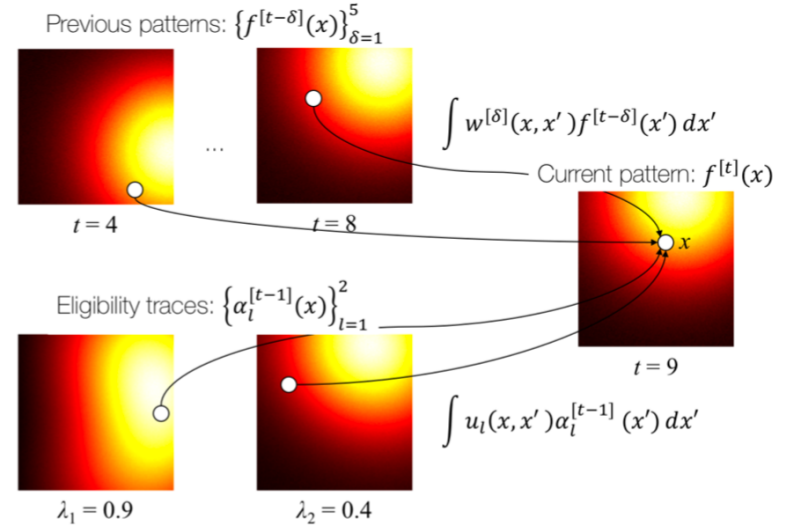 Previous patterns: {f^{[t−δ]}(x)}_{δ=1}^{5}
∫ w^{[δ]}(x, x′)f^{[t−δ]}(x′) dx′
...
Current pattern: f^{[t]}(x)
t = 4
t = 8
x
Eligibility traces: {α_l^{[t−1]}(x)}_{l=1}^{2}
t = 9
∫ u_l(x, x′)α_l^{[t−1]} (x′) dx′
λ_1 = 0.9
λ_2 = 0.4